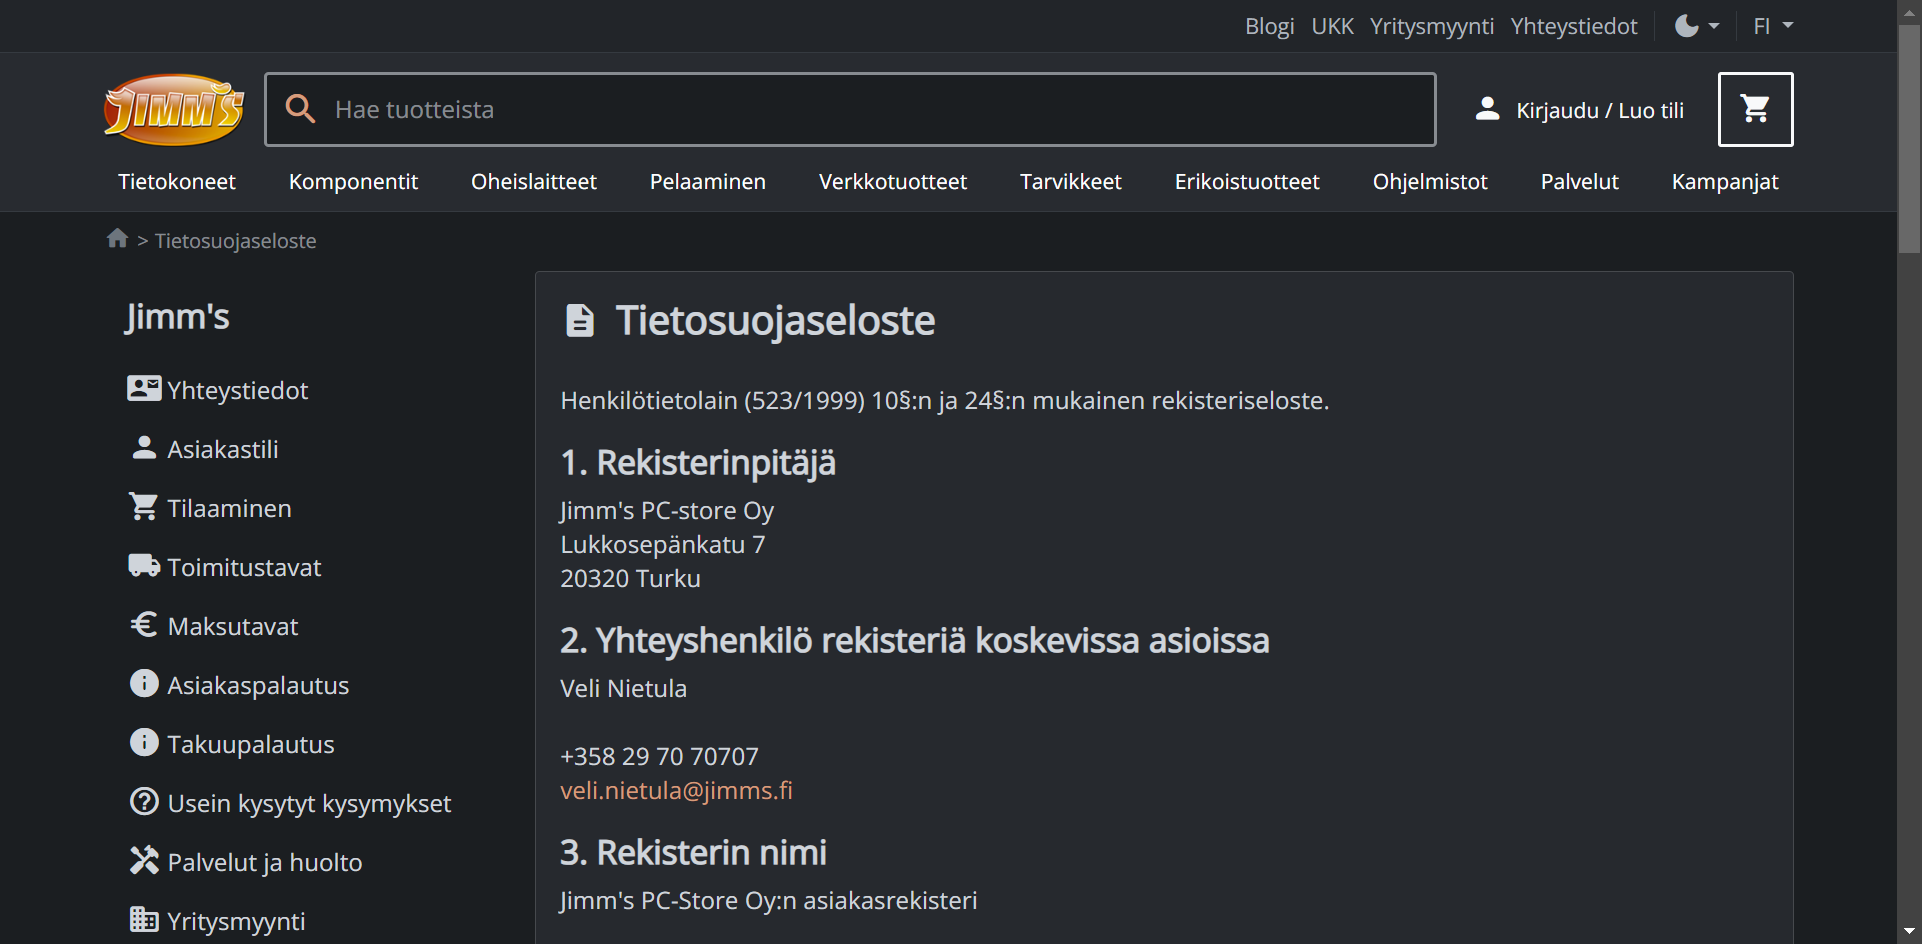 Blogi UKK Yritysmyynti Yhteystiedot FI
JIMM'S
Hae tuotteista
Kirjaudu / Luo tili
Tietokoneet Komponentit Oheislaitteet Pelaaminen Verkkotuotteet Tarvikkeet Erikoistuotteet Ohjelmistot Palvelut Kampanjat
> Tietosuojaseloste
Jimm's
Yhteystiedot
Asiakastili
Tilaaminen
Toimitustavat
Maksutavat
Asiakaspalautus
Takuupalautus
Usein kysytyt kysymykset
Palvelut ja huolto
Yritysmyynti
Tietosuojaseloste
Henkilötietolain (523/1999) 10§:n ja 24§:n mukainen rekisteriseloste.
1. Rekisterinpitäjä
Jimm's PC-store Oy
Lukkosepänkatu 7
20320 Turku
2. Yhteyshenkilö rekisteriä koskevissa asioissa
Veli Nietula
+358 29 70 70707
veli.nietula@jimms.fi
3. Rekisterin nimi
Jimm's PC-Store Oy:n asiakasrekisteri